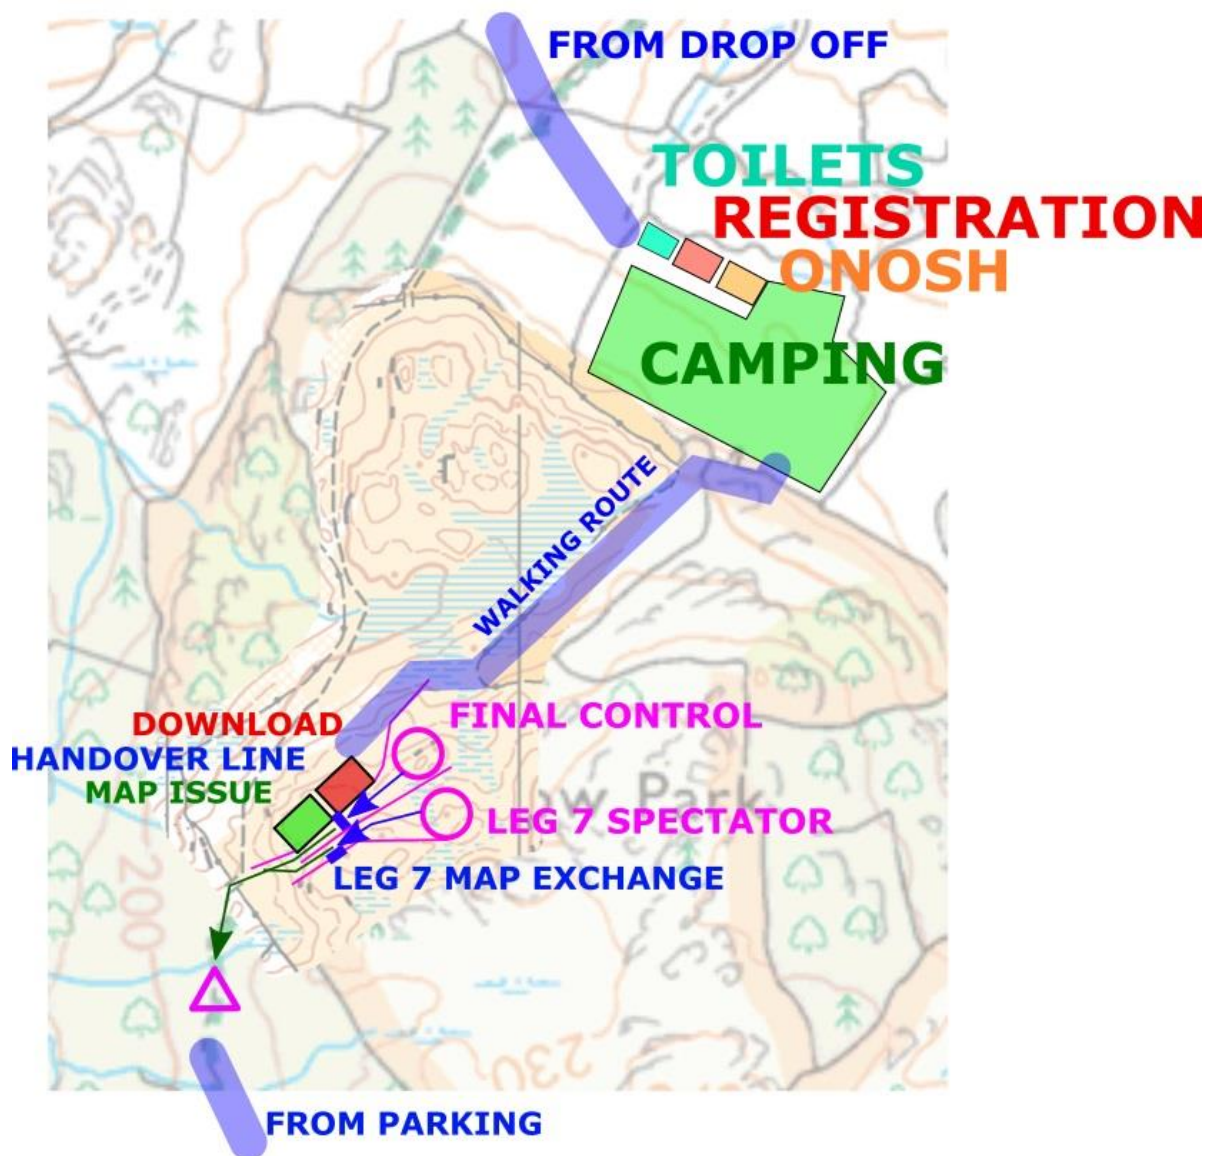 FROM DROP OFF
TOILETS
REGISTRATION
ONOSH
CAMPING
WALKING ROUTE
DOWNLOAD
FINAL CONTROL
HANDOVER LINE
MAP ISSUE
LEG 7 SPECTATOR
Park
LEG 7 MAP EXCHANGE
200
230
FROM PARKING